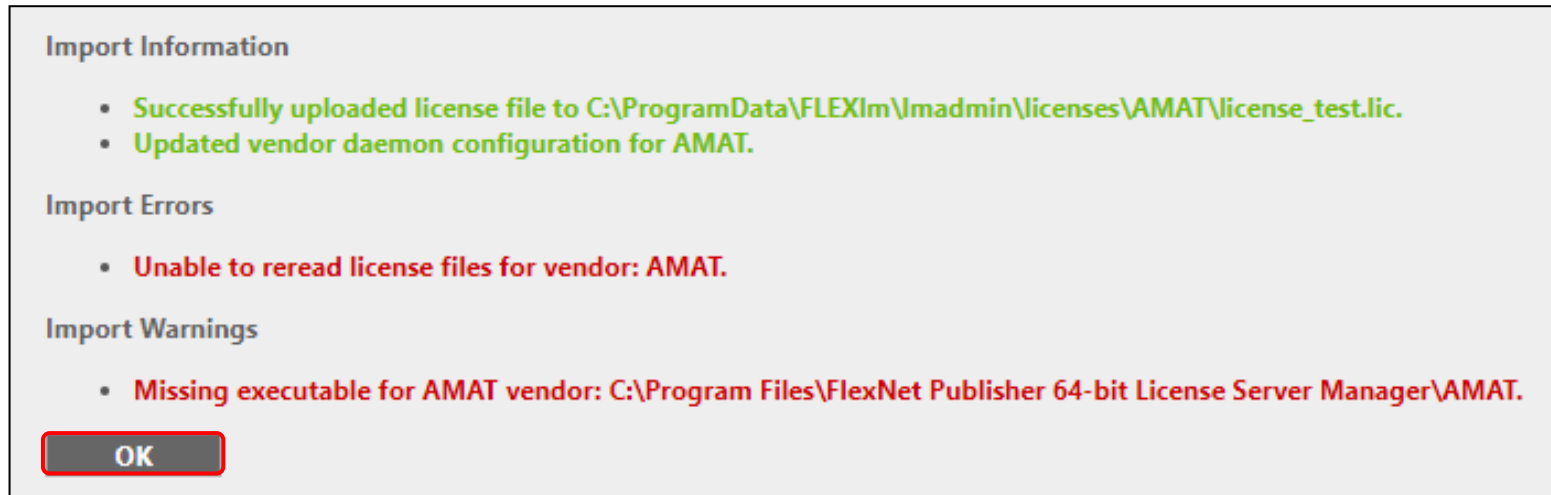 Import Information
• Successfully uploaded license file to C:\ProgramData\FLEXlm\lmadmin\licenses\AMAT\license_test.lic.
• Updated vendor daemon configuration for AMAT.
Import Errors
• Unable to reread license files for vendor: AMAT.
Import Warnings
• Missing executable for AMAT vendor: C:\Program Files\FlexNet Publisher 64-bit License Server Manager\AMAT.
OK